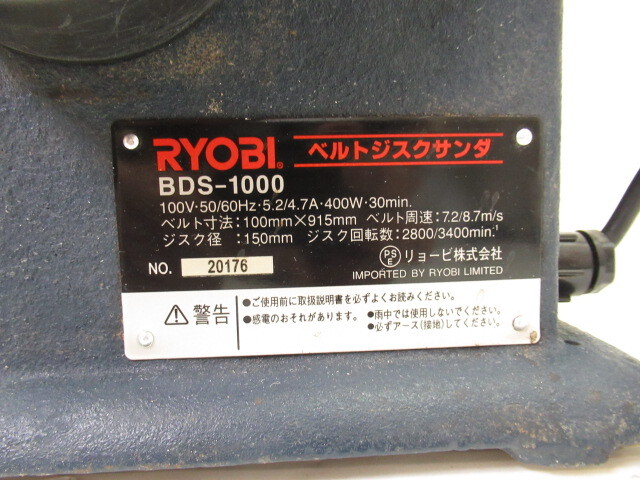 RYOBI® ベルトジスクサンダ
BDS-1000
100V·50/60Hz·5.2/4.7A·400W·30min.
ベルト寸法:100mm×915mm ベルト周速:7.2/8.7m/s
ジスク径 :150mm ジスク回転数:2800/3400min.⁻¹
PSE リョービ株式会社
NO. 20176 IMPORTED BY RYOBI LIMITED
⚠警告
●ご使用前に取扱説明書を必ずよくお読みください。
●感電のおそれがあります。 ●雨中では使用しないでください。
●必ずアース(接地)してください。